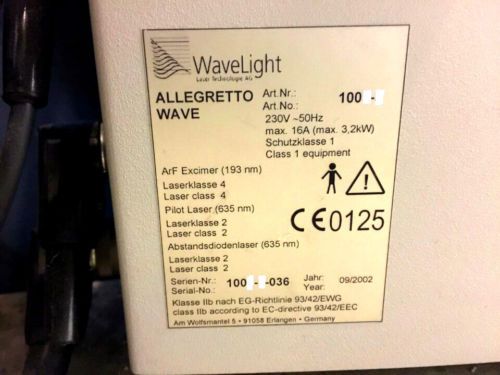 WaveLight
Laser Technologie AG
ALLEGRETTO
WAVE
Art.Nr.: 100 -
Art.No.:
230V ~50Hz
max. 16A (max. 3,2kW)
Schutzklasse 1
Class 1 equipment
ArF Excimer (193 nm)
Laserklasse 4
Laser class 4
Pilot Laser (635 nm)
Laserklasse 2
Laser class 2
CE0125
Abstandsdiodenlaser (635 nm)
Laserklasse 2
Laser class 2
Serien-Nr.: 100 - -036 Jahr: 09/2002
Serial-No.: Year:
Klasse IIb nach EG-Richtlinie 93/42/EWG
class IIb according to EC-directive 93/42/EEC
Am Wolfsmantel 5 • 91058 Erlangen • Germany